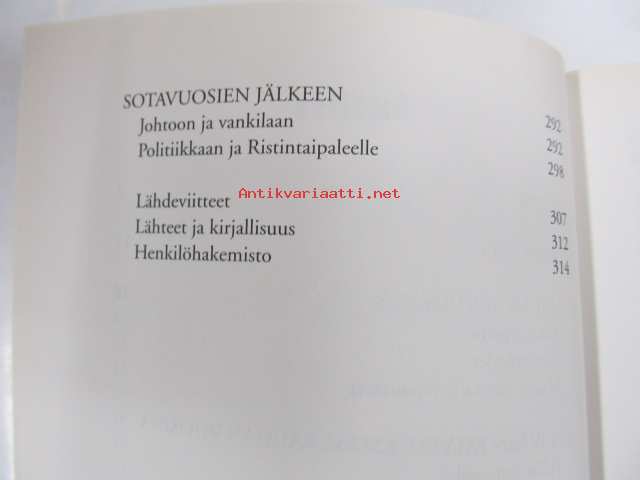 SOTAVUOSIEN JÄLKEEN 292
Johtoon ja vankilaan 292
Politiikkaan ja Ristintaipaleelle 298
Antikvariaatti.net
Lähdeviitteet 307
Lähteet ja kirjallisuus 312
Henkilöhakemisto 314